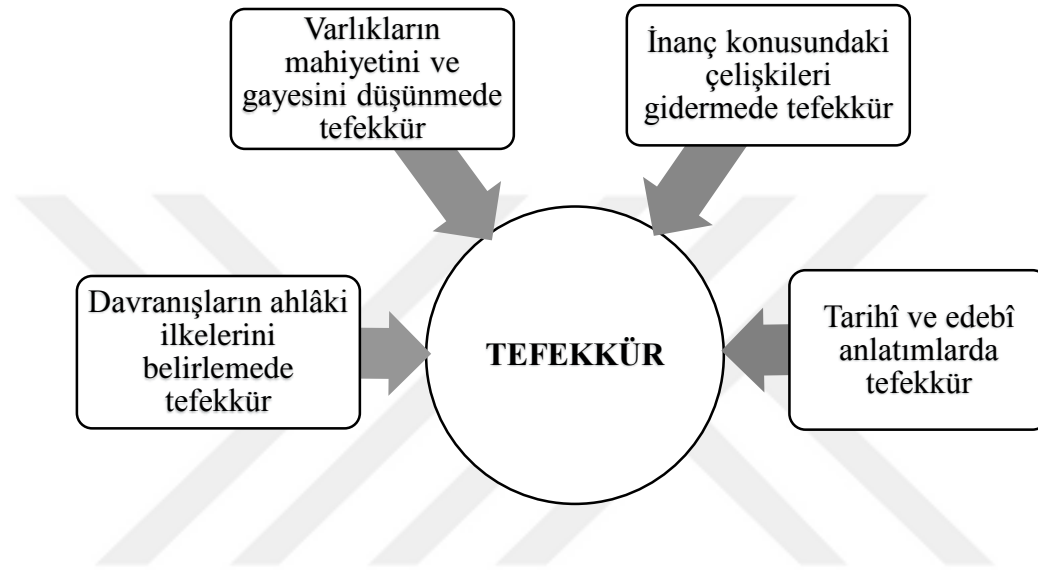 Varlıkların
mahiyetini ve
gayesini düşünmede
tefekkür
İnanç konusundaki
çelişkileri
gidermede tefekkür
Davranışların ahlâki
ilkelerini
belirlemede
tefekkür
TEFEKKÜR
Tarihî ve edebî
anlatımlarda
tefekkür